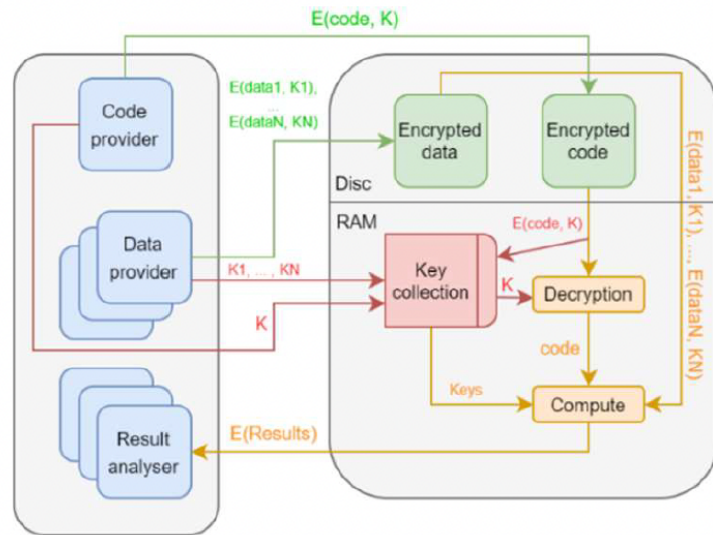 E(code, K)
E(data1, K1),
...
E(dataN, KN)
Code
provider
Encrypted
data
Encrypted
code
Disc
RAM
E(data1, K1), ..., E(dataN, KN)
E(code, K)
Data
provider
K1, ... , KN
Key
collection
K
Decryption
K
code
Keys
Compute
Result
analyser
E(Results)